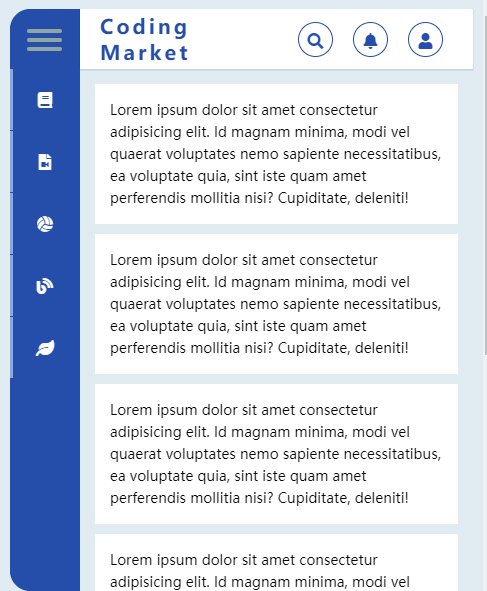 Coding
Market
Lorem ipsum dolor sit amet consectetur
adipisicing elit. Id magnam minima, modi vel
quaerat voluptates nemo sapiente necessitatibus,
ea voluptate quia, sint iste quam amet
perferendis mollitia nisi? Cupiditate, deleniti!
Lorem ipsum dolor sit amet consectetur
adipisicing elit. Id magnam minima, modi vel
quaerat voluptates nemo sapiente necessitatibus,
ea voluptate quia, sint iste quam amet
perferendis mollitia nisi? Cupiditate, deleniti!
Lorem ipsum dolor sit amet consectetur
adipisicing elit. Id magnam minima, modi vel
quaerat voluptates nemo sapiente necessitatibus,
ea voluptate quia, sint iste quam amet
perferendis mollitia nisi? Cupiditate, deleniti!
Lorem ipsum dolor sit amet consectetur
adipisicing elit. Id magnam minima, modi vel